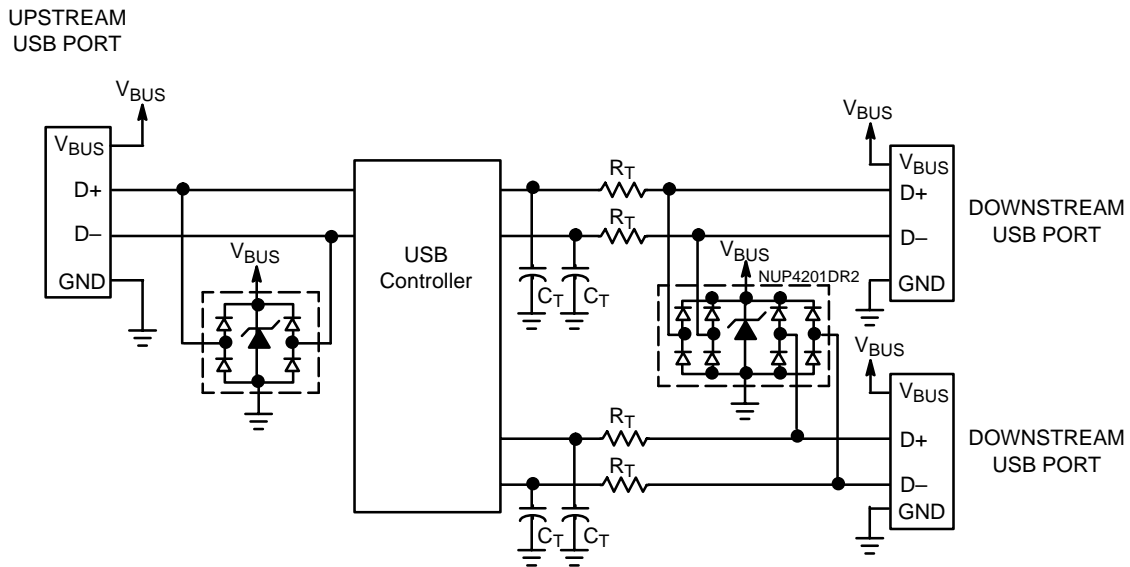 UPSTREAM
USB PORT
VBUS
VBUS
D+
D–
GND
VBUS
USB
Controller
RT
RT
CT
CT
VBUS
NUP4201DR2
VBUS
VBUS
D+
D–
GND
DOWNSTREAM
USB PORT
RT
RT
CT
CT
VBUS
VBUS
D+
D–
GND
DOWNSTREAM
USB PORT